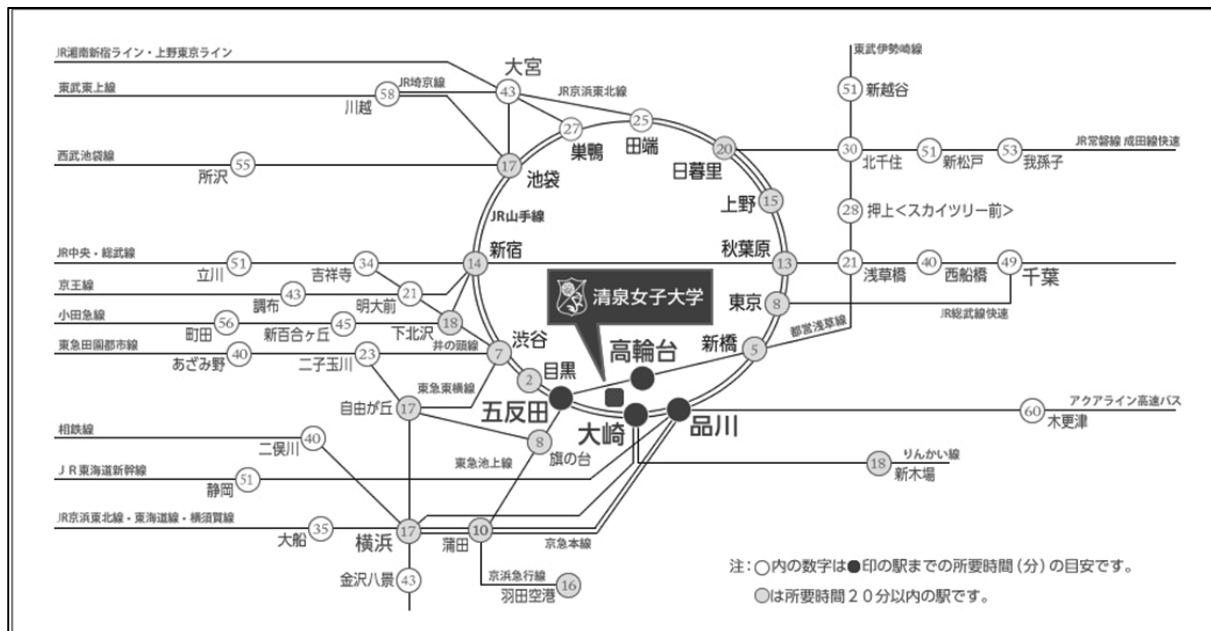 JR湘南新宿ライン・上野東京ライン
東武伊勢崎線
大宮
43
東武東上線
JR埼京線
58
川越
JR京浜東北線
51
新越谷
25
田端
27
巣鴨
20
日暮里
30
北千住
51
新松戸
53
我孫子
JR常磐線 成田線快速
西武池袋線
55
所沢
17
池袋
15
上野
28
押上<スカイツリー前>
JR山手線
JR中央・総武線
51
立川
34
吉祥寺
14
新宿
秋葉原
13
21
浅草橋
40
西船橋
49
千葉
京王線
43
調布
21
明大前
清泉女子大学
東京
8
JR総武線快速
小田急線
56
町田
45
新百合ヶ丘
18
下北沢
都営浅草線
東急田園都市線
40
あざみ野
23
二子玉川
井の頭線
7
渋谷
新橋
5
高輪台
2
目黒
東急東横線
17
自由が丘
五反田
大崎
品川
アクアライン高速バス
60
木更津
相鉄線
40
二俣川
8
旗の台
東急池上線
りんかい線
18
新木場
JR東海道新幹線
51
静岡
JR京浜東北線・東海道線・横須賀線
35
大船
17
横浜
10
蒲田
京急本線
43
金沢八景
京浜急行線
16
羽田空港
注:○内の数字は●印の駅までの所要時間(分)の目安です。
○は所要時間20分以内の駅です。